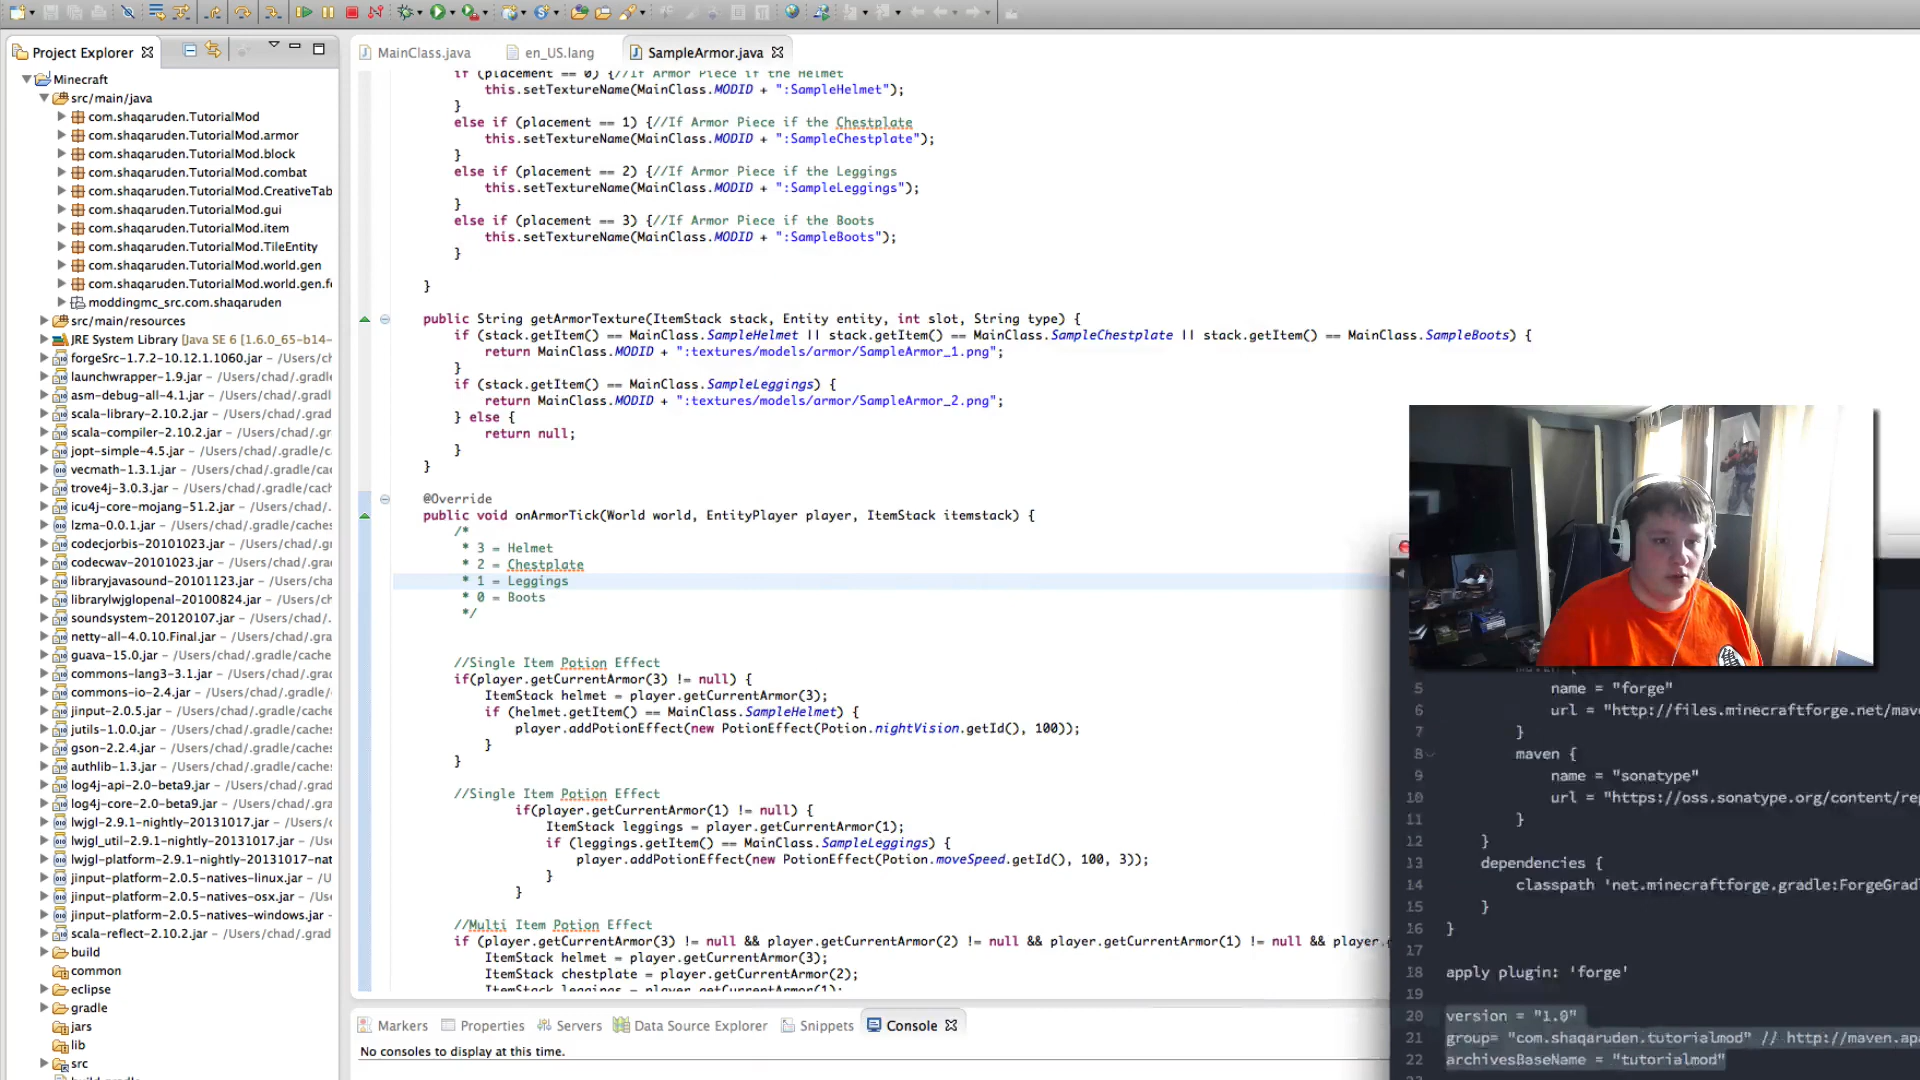 Project Explorer
MainClass.java
en_US.lang
SampleArmor.java
Minecraft
src/main/java
com.shaqaruden.TutorialMod
com.shaqaruden.TutorialMod.armor
com.shaqaruden.TutorialMod.block
com.shaqaruden.TutorialMod.combat
com.shaqaruden.TutorialMod.CreativeTab
com.shaqaruden.TutorialMod.gui
com.shaqaruden.TutorialMod.item
com.shaqaruden.TutorialMod.TileEntity
com.shaqaruden.TutorialMod.world.gen
com.shaqaruden.TutorialMod.world.gen.fe
moddingmc_src.com.shaqaruden
src/main/resources
JRE System Library [Java SE 6 [1.6.0_65-b14-
forgeSrc-1.7.2-10.12.1.1060.jar - /Users/ch
launchwrapper-1.9.jar - /Users/chad/.gradle
asm-debug-all-4.1.jar - /Users/chad/.gradle
scala-library-2.10.2.jar - /Users/chad/.grad
scala-compiler-2.10.2.jar - /Users/chad/.gr
jopt-simple-4.5.jar - /Users/chad/.gradle/c
vecmath-1.3.1.jar - /Users/chad/.gradle/cac
trove4j-3.0.3.jar - /Users/chad/.gradle/cach
icu4j-core-mojang-51.2.jar - /Users/chad/.
lzma-0.0.1.jar - /Users/chad/.gradle/caches
codecjorbis-20101023.jar - /Users/chad/.gr
codecwav-20101023.jar - /Users/chad/.grad
libraryjavasound-20101123.jar - /Users/cha
librarylwjglopenal-20100824.jar - /Users/c
soundsystem-20120107.jar - /Users/chad/.
netty-all-4.0.10.Final.jar - /Users/chad/.gr
guava-15.0.jar - /Users/chad/.gradle/cache
commons-lang3-3.1.jar - /Users/chad/.grad
commons-io-2.4.jar - /Users/chad/.gradle/
jinput-2.0.5.jar - /Users/chad/.gradle/cach
jutils-1.0.0.jar - /Users/chad/.gradle/cache
gson-2.2.4.jar - /Users/chad/.gradle/caches
authlib-1.3.jar - /Users/chad/.gradle/cache
log4j-api-2.0-beta9.jar - /Users/chad/.grad
log4j-core-2.0-beta9.jar - /Users/chad/.gra
lwjgl-2.9.1-nightly-20131017.jar - /Users/
lwjgl_util-2.9.1-nightly-20131017.jar - /Us
lwjgl-platform-2.9.1-nightly-20131017-nat
jinput-platform-2.0.5-natives-linux.jar - /U
jinput-platform-2.0.5-natives-osx.jar - /Use
jinput-platform-2.0.5-natives-windows.jar
scala-reflect-2.10.2.jar - /Users/chad/.grad
build
common
eclipse
gradle
jars
lib
src
build.gradle
if (placement == 0) {//If Armor Piece if the Helmet
this.setTextureName(MainClass.MODID + ":SampleHelmet");
}
else if (placement == 1) {//If Armor Piece if the Chestplate
this.setTextureName(MainClass.MODID + ":SampleChestplate");
}
else if (placement == 2) {//If Armor Piece if the Leggings
this.setTextureName(MainClass.MODID + ":SampleLeggings");
}
else if (placement == 3) {//If Armor Piece if the Boots
this.setTextureName(MainClass.MODID + ":SampleBoots");
}
}
public String getArmorTexture(ItemStack stack, Entity entity, int slot, String type) {
if (stack.getItem() == MainClass.SampleHelmet || stack.getItem() == MainClass.SampleChestplate || stack.getItem() == MainClass.SampleBoots) {
return MainClass.MODID + ":textures/models/armor/SampleArmor_1.png";
}
if (stack.getItem() == MainClass.SampleLeggings) {
return MainClass.MODID + ":textures/models/armor/SampleArmor_2.png";
} else {
return null;
}
}
@Override
public void onArmorTick(World world, EntityPlayer player, ItemStack itemstack) {
/*
* 3 = Helmet
* 2 = Chestplate
* 1 = Leggings
* 0 = Boots
*/
//Single Item Potion Effect
if(player.getCurrentArmor(3) != null) {
ItemStack helmet = player.getCurrentArmor(3);
if (helmet.getItem() == MainClass.SampleHelmet) {
player.addPotionEffect(new PotionEffect(Potion.nightVision.getId(), 100));
}
}
//Single Item Potion Effect
if(player.getCurrentArmor(1) != null) {
ItemStack leggings = player.getCurrentArmor(1);
if (leggings.getItem() == MainClass.SampleLeggings) {
player.addPotionEffect(new PotionEffect(Potion.moveSpeed.getId(), 100, 3));
}
}
//Multi Item Potion Effect
if (player.getCurrentArmor(3) != null && player.getCurrentArmor(2) != null && player.getCurrentArmor(1) != null && player.
ItemStack helmet = player.getCurrentArmor(3);
ItemStack chestplate = player.getCurrentArmor(2);
ItemStack leggings = player.getCurrentArmor(1);
Markers
Properties
Servers
Data Source Explorer
Snippets
Console
No consoles to display at this time.
5 name = "forge"
6 url = "http://files.minecraftforge.net/mave
7 }
8 maven {
9 name = "sonatype"
10 url = "https://oss.sonatype.org/content/rep
11 }
12 }
13 dependencies {
14 classpath 'net.minecraftforge.gradle:ForgeGradl
15 }
16 }
17
18 apply plugin: 'forge'
19
20 version = "1.0"
21 group= "com.shaqaruden.tutorialmod" // http://maven.apa
22 archivesBaseName = "tutorialmod"